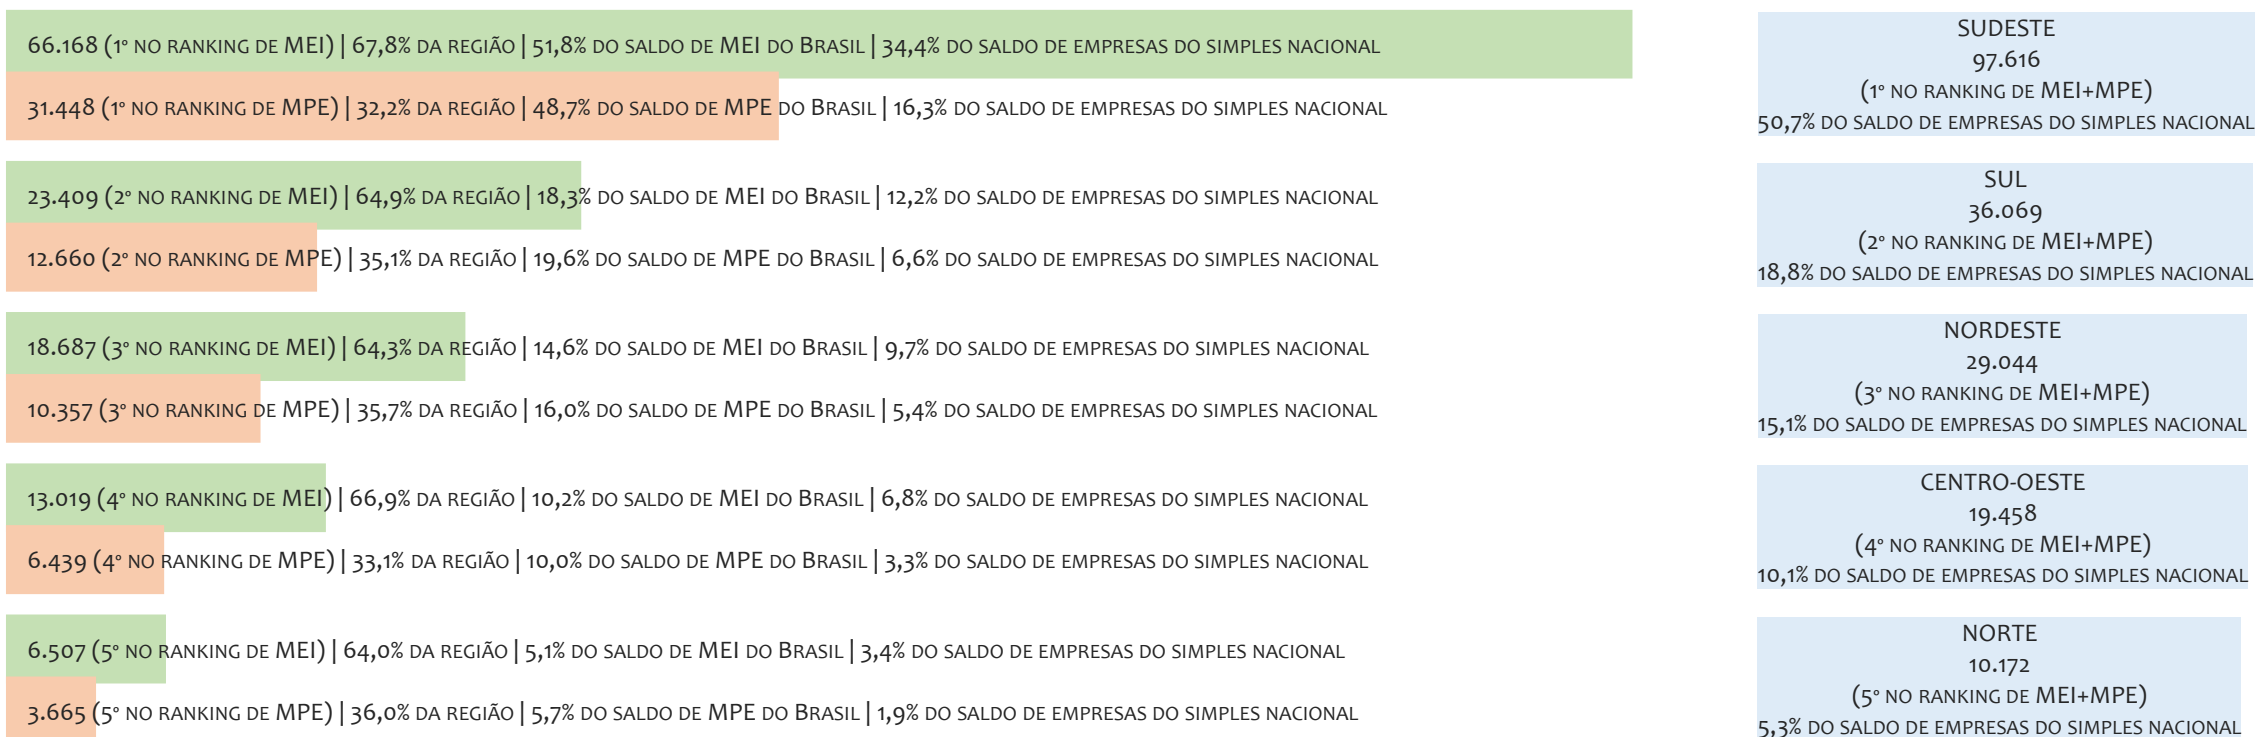 66.168 (1º NO RANKING DE MEI) | 67,8% DA REGIÃO | 51,8% DO SALDO DE MEI DO BRASIL | 34,4% DO SALDO DE EMPRESAS DO SIMPLES NACIONAL
31.448 (1º NO RANKING DE MPE) | 32,2% DA REGIÃO | 48,7% DO SALDO DE MPE DO BRASIL | 16,3% DO SALDO DE EMPRESAS DO SIMPLES NACIONAL
SUDESTE
97.616
(1º NO RANKING DE MEI+MPE)
50,7% DO SALDO DE EMPRESAS DO SIMPLES NACIONAL
23.409 (2º NO RANKING DE MEI) | 64,9% DA REGIÃO | 18,3% DO SALDO DE MEI DO BRASIL | 12,2% DO SALDO DE EMPRESAS DO SIMPLES NACIONAL
12.660 (2º NO RANKING DE MPE) | 35,1% DA REGIÃO | 19,6% DO SALDO DE MPE DO BRASIL | 6,6% DO SALDO DE EMPRESAS DO SIMPLES NACIONAL
SUL
36.069
(2º NO RANKING DE MEI+MPE)
18,8% DO SALDO DE EMPRESAS DO SIMPLES NACIONAL
18.687 (3º NO RANKING DE MEI) | 64,3% DA REGIÃO | 14,6% DO SALDO DE MEI DO BRASIL | 9,7% DO SALDO DE EMPRESAS DO SIMPLES NACIONAL
10.357 (3º NO RANKING DE MPE) | 35,7% DA REGIÃO | 16,0% DO SALDO DE MPE DO BRASIL | 5,4% DO SALDO DE EMPRESAS DO SIMPLES NACIONAL
NORDESTE
29.044
(3º NO RANKING DE MEI+MPE)
15,1% DO SALDO DE EMPRESAS DO SIMPLES NACIONAL
13.019 (4º NO RANKING DE MEI) | 66,9% DA REGIÃO | 10,2% DO SALDO DE MEI DO BRASIL | 6,8% DO SALDO DE EMPRESAS DO SIMPLES NACIONAL
6.439 (4º NO RANKING DE MPE) | 33,1% DA REGIÃO | 10,0% DO SALDO DE MPE DO BRASIL | 3,3% DO SALDO DE EMPRESAS DO SIMPLES NACIONAL
CENTRO-OESTE
19.458
(4º NO RANKING DE MEI+MPE)
10,1% DO SALDO DE EMPRESAS DO SIMPLES NACIONAL
6.507 (5º NO RANKING DE MEI) | 64,0% DA REGIÃO | 5,1% DO SALDO DE MEI DO BRASIL | 3,4% DO SALDO DE EMPRESAS DO SIMPLES NACIONAL
3.665 (5º NO RANKING DE MPE) | 36,0% DA REGIÃO | 5,7% DO SALDO DE MPE DO BRASIL | 1,9% DO SALDO DE EMPRESAS DO SIMPLES NACIONAL
NORTE
10.172
(5º NO RANKING DE MEI+MPE)
5,3% DO SALDO DE EMPRESAS DO SIMPLES NACIONAL